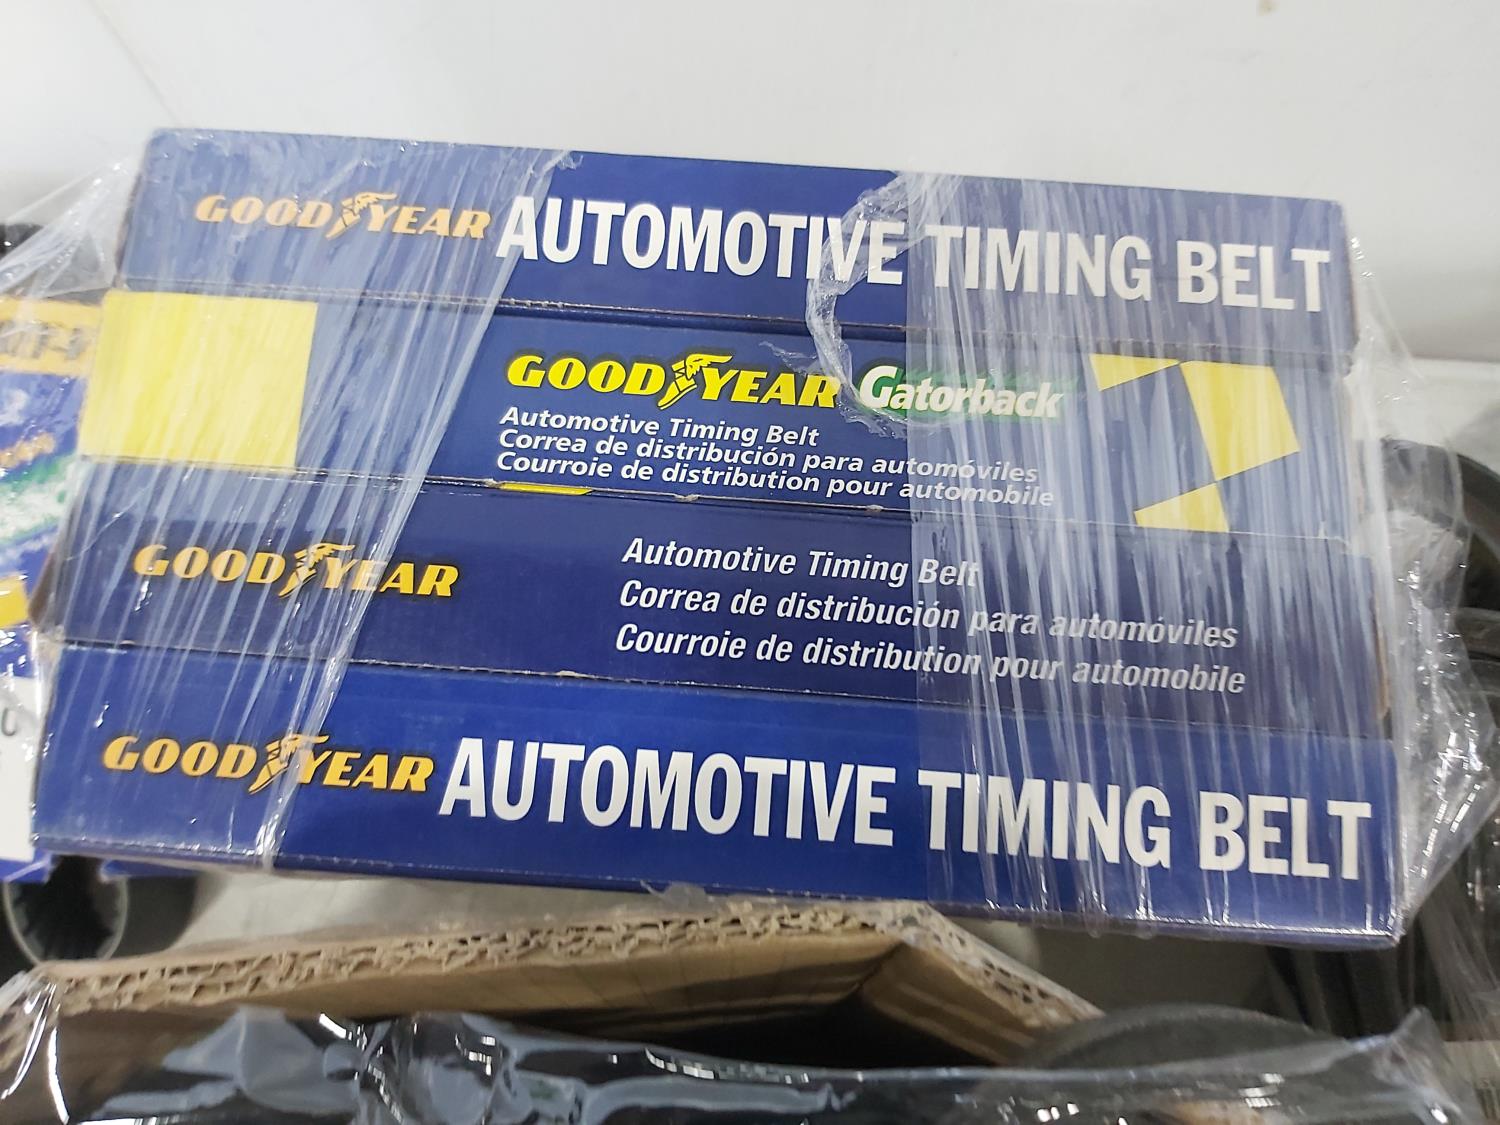 GOODYEAR AUTOMOTIVE TIMING BELT
GOODYEAR Gatorback
Automotive Timing Belt
Correa de distribución para automóviles
Courroie de distribution pour automobile
GOODYEAR
Automotive Timing Belt
Correa de distribución para automóviles
Courroie de distribution pour automobile
GOODYEAR AUTOMOTIVE TIMING BELT